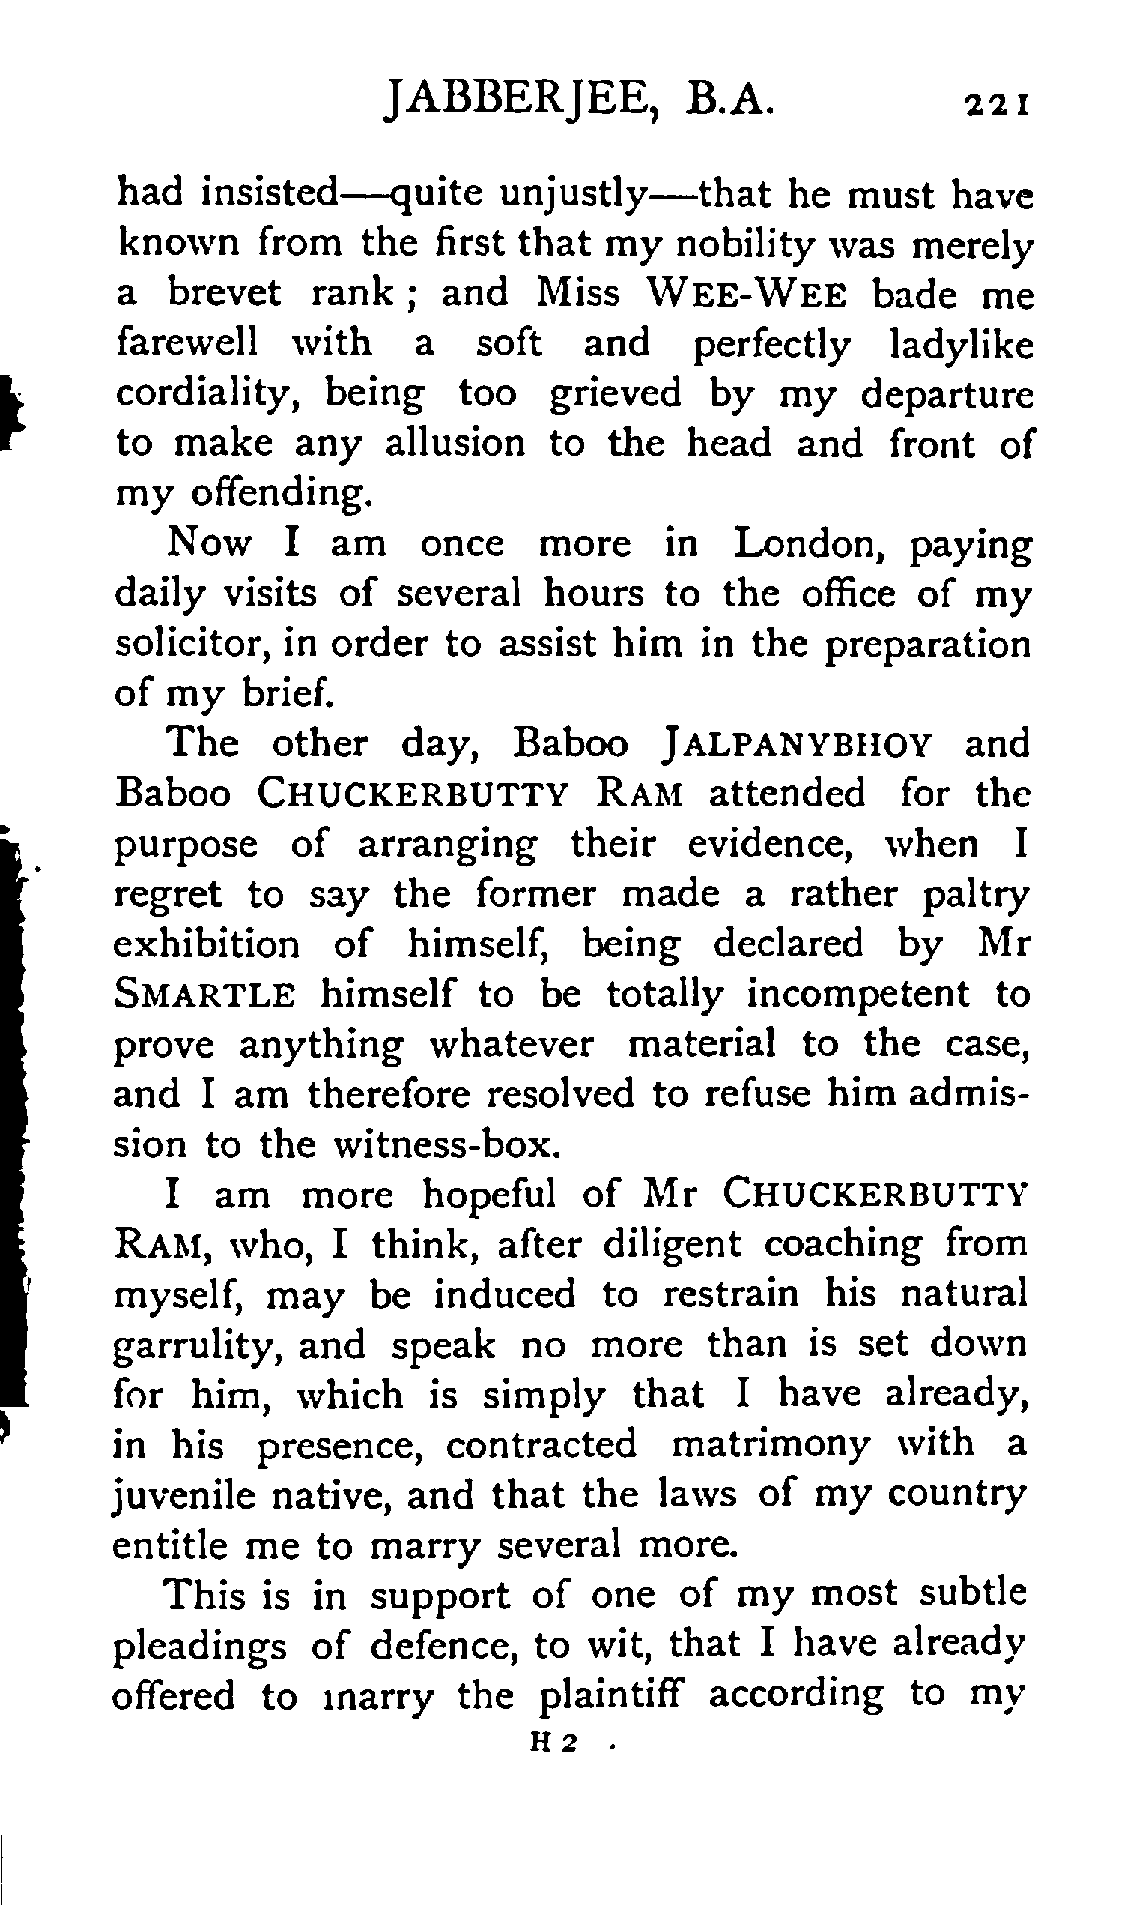 JABBERJEE, B.A. 221
had insisted—quite unjustly—that he must have
known from the first that my nobility was merely
a brevet rank ; and Miss WEE-WEE bade me
farewell with a soft and perfectly ladylike
cordiality, being too grieved by my departure
to make any allusion to the head and front of
my offending.
Now I am once more in London, paying
daily visits of several hours to the office of my
solicitor, in order to assist him in the preparation
of my brief.
The other day, Baboo JALPANYBHOY and
Baboo CHUCKERBUTTY RAM attended for the
purpose of arranging their evidence, when I
regret to say the former made a rather paltry
exhibition of himself, being declared by Mr
SMARTLE himself to be totally incompetent to
prove anything whatever material to the case,
and I am therefore resolved to refuse him admis-
sion to the witness-box.
I am more hopeful of Mr CHUCKERBUTTY
RAM, who, I think, after diligent coaching from
myself, may be induced to restrain his natural
garrulity, and speak no more than is set down
for him, which is simply that I have already,
in his presence, contracted matrimony with a
juvenile native, and that the laws of my country
entitle me to marry several more.
This is in support of one of my most subtle
pleadings of defence, to wit, that I have already
offered to marry the plaintiff according to my
H 2